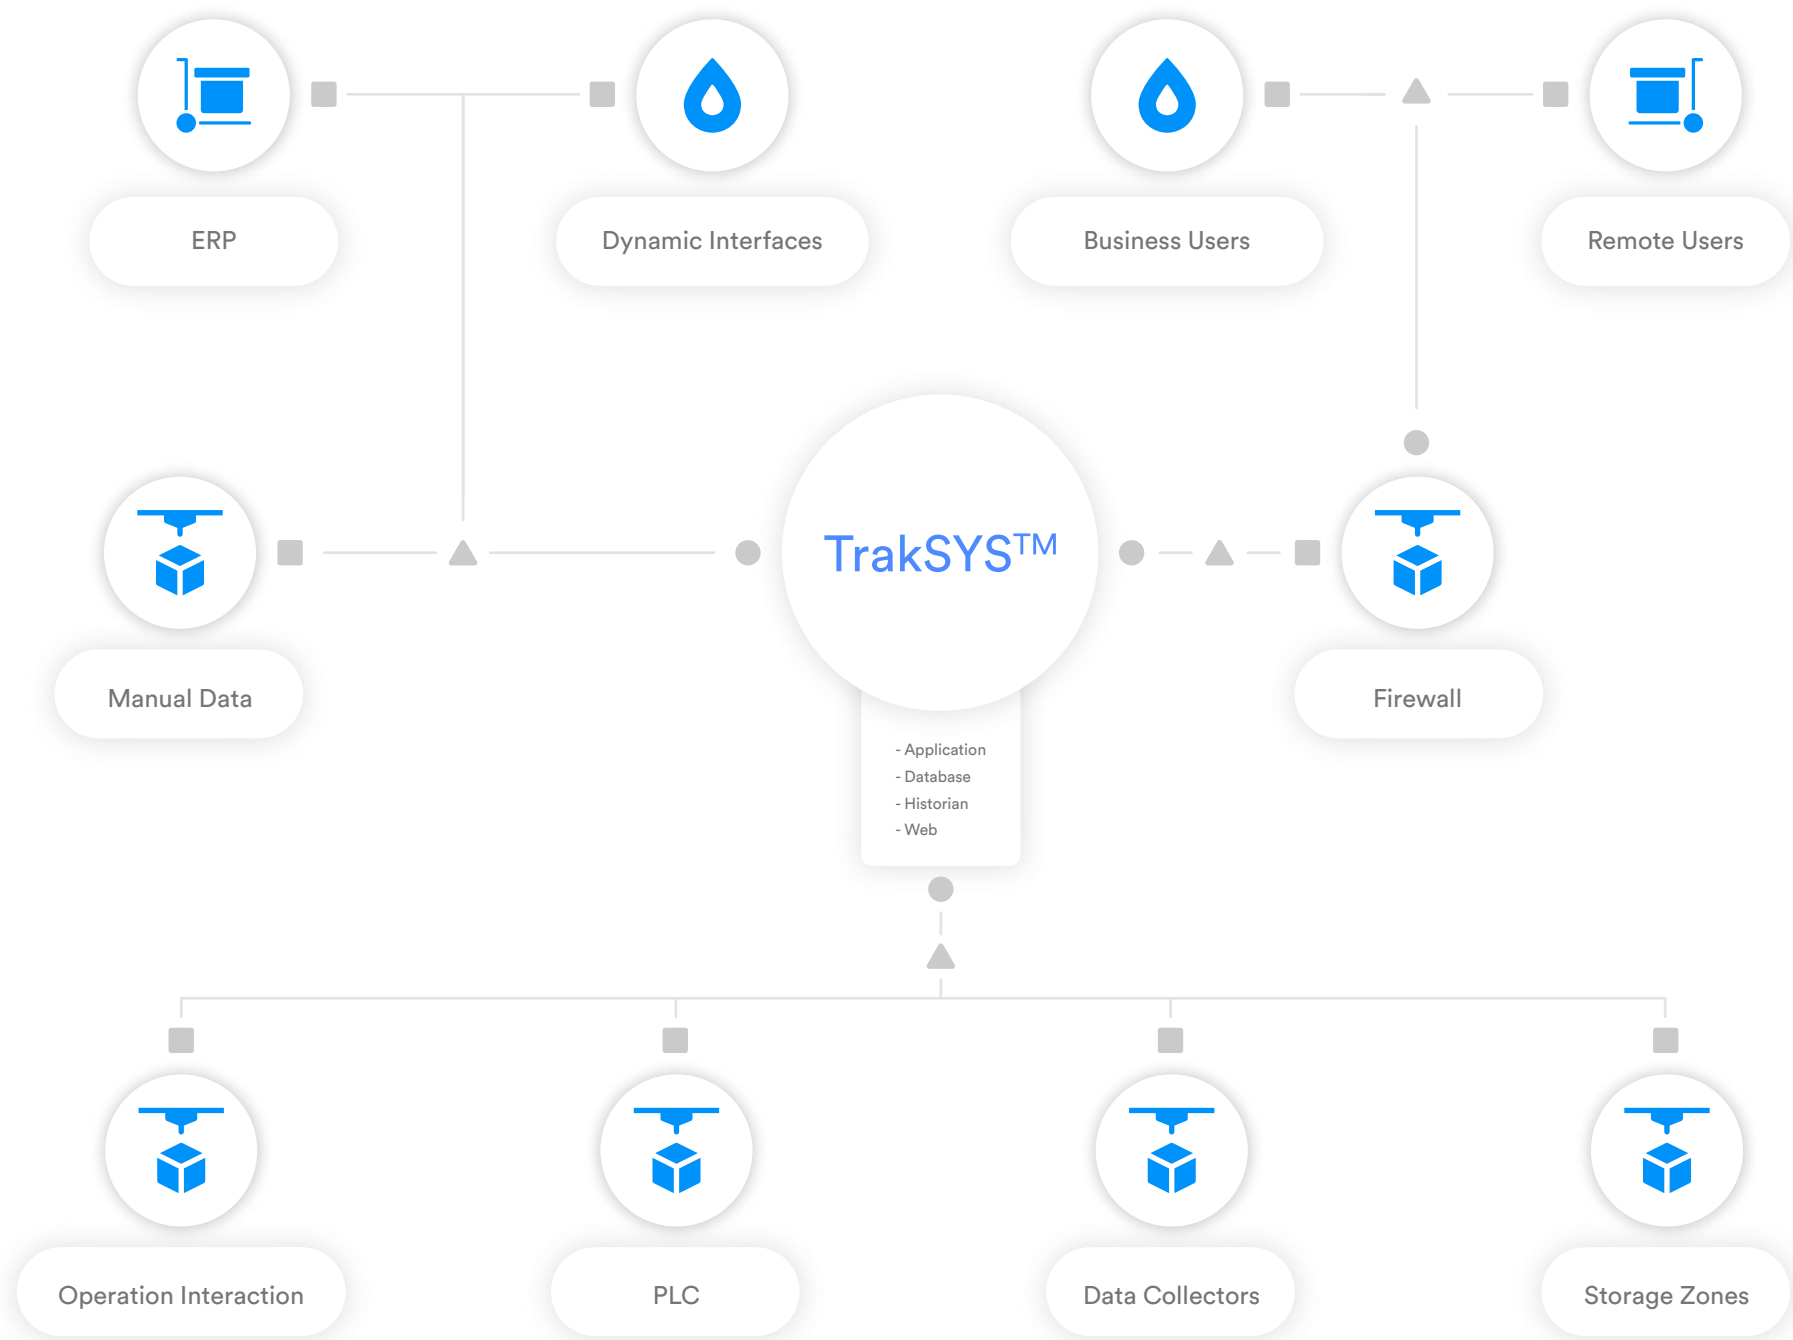 ERP
Dynamic Interfaces
Business Users
Remote Users
TrakSYS™
Manual Data
Firewall
- Application
- Database
- Historian
- Web
Operation Interaction
PLC
Data Collectors
Storage Zones